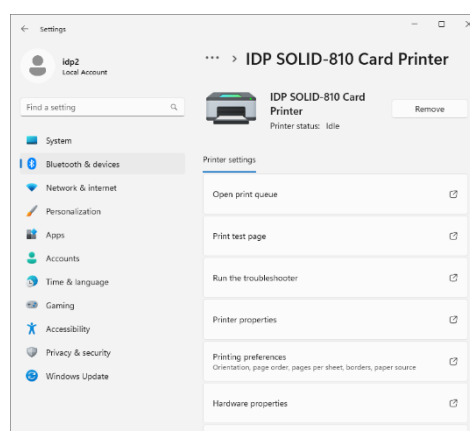 Settings
idp2
Local Account
Find a setting
System
Bluetooth & devices
Network & internet
Personalization
Apps
Accounts
Time & language
Gaming
Accessibility
Privacy & security
Windows Update
... > IDP SOLID-810 Card Printer
IDP SOLID-810 Card
Printer
Printer status: Idle
Remove
Printer settings
Open print queue
Print test page
Run the troubleshooter
Printer properties
Printing preferences
Orientation, page order, pages per sheet, borders, paper source
Hardware properties